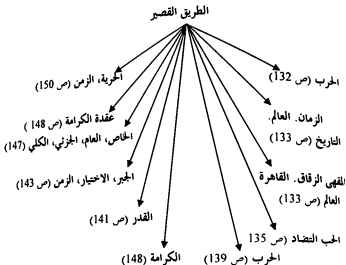 الطريق القصير
الحرب (ص 132)
الحرية، الزمن (ص 150)
الزمان. العالم.
التاريخ (ص 133)
عقدة الكرامة (ص 148)
الخاص، العام، الجزئي، الكلي (147)
المقهى الزقاق. القاهرة
العالم (ص 133)
الجبر، الاختيار، الزمن (ص 143)
القدر (ص 141)
الحب التضاد (ص 135
الحرب (ص 139)
الكرامة (148)